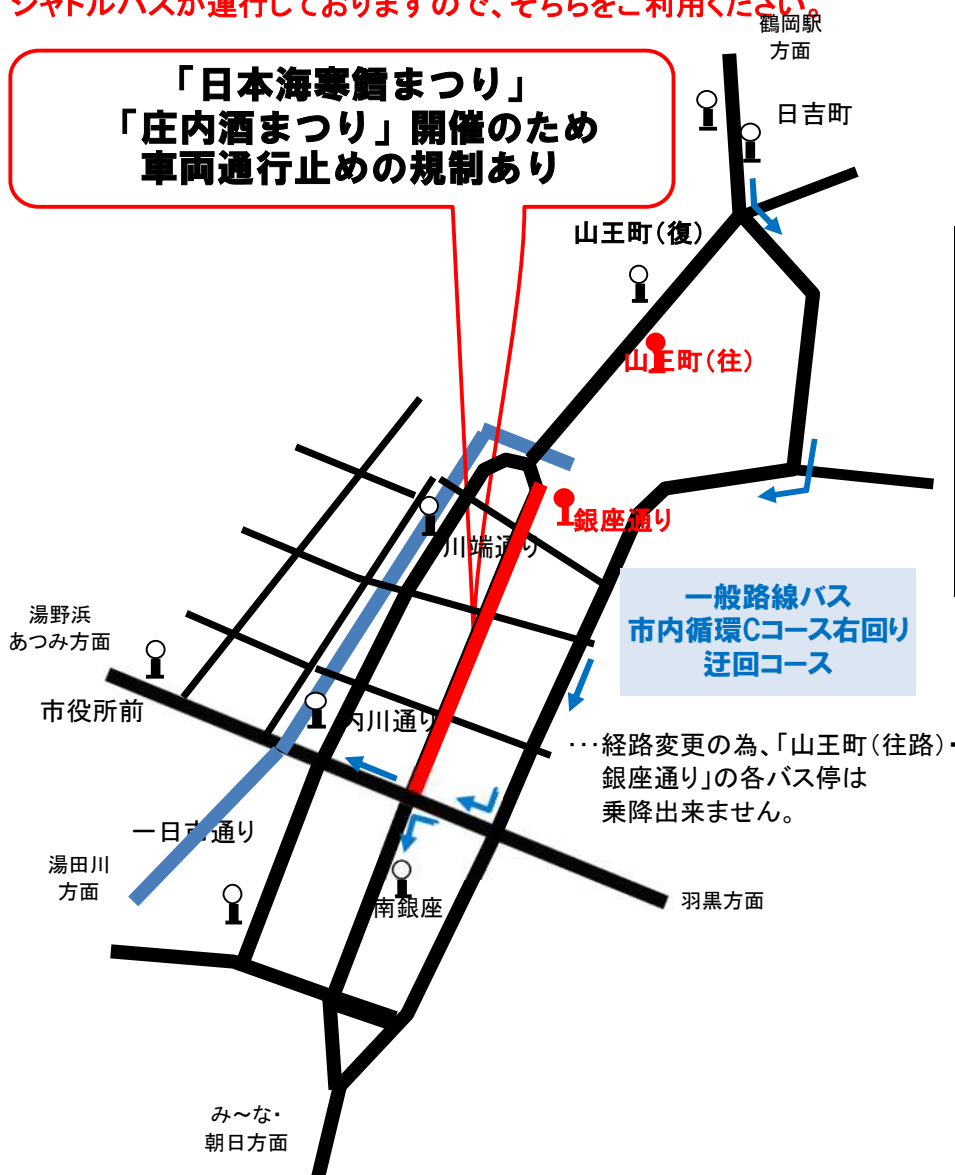 シャトルバスが運行しておりますので、そちらをご利用ください。
鶴岡駅
方面
「日本海寒鱈まつり」
「庄内酒まつり」開催のため
車両通行止めの規制あり
日吉町
山王町(復)
山王町(往)
銀座通り
川端通り
一般路線バス
市内循環Cコース右回り
迂回コース
湯野浜
あつみ方面
市役所前
内川通り
…経路変更の為、「山王町(往路)・
銀座通り」の各バス停は
乗降出来ません。
一日市通り
湯田川
方面
南銀座
羽黒方面
み～な・
朝日方面